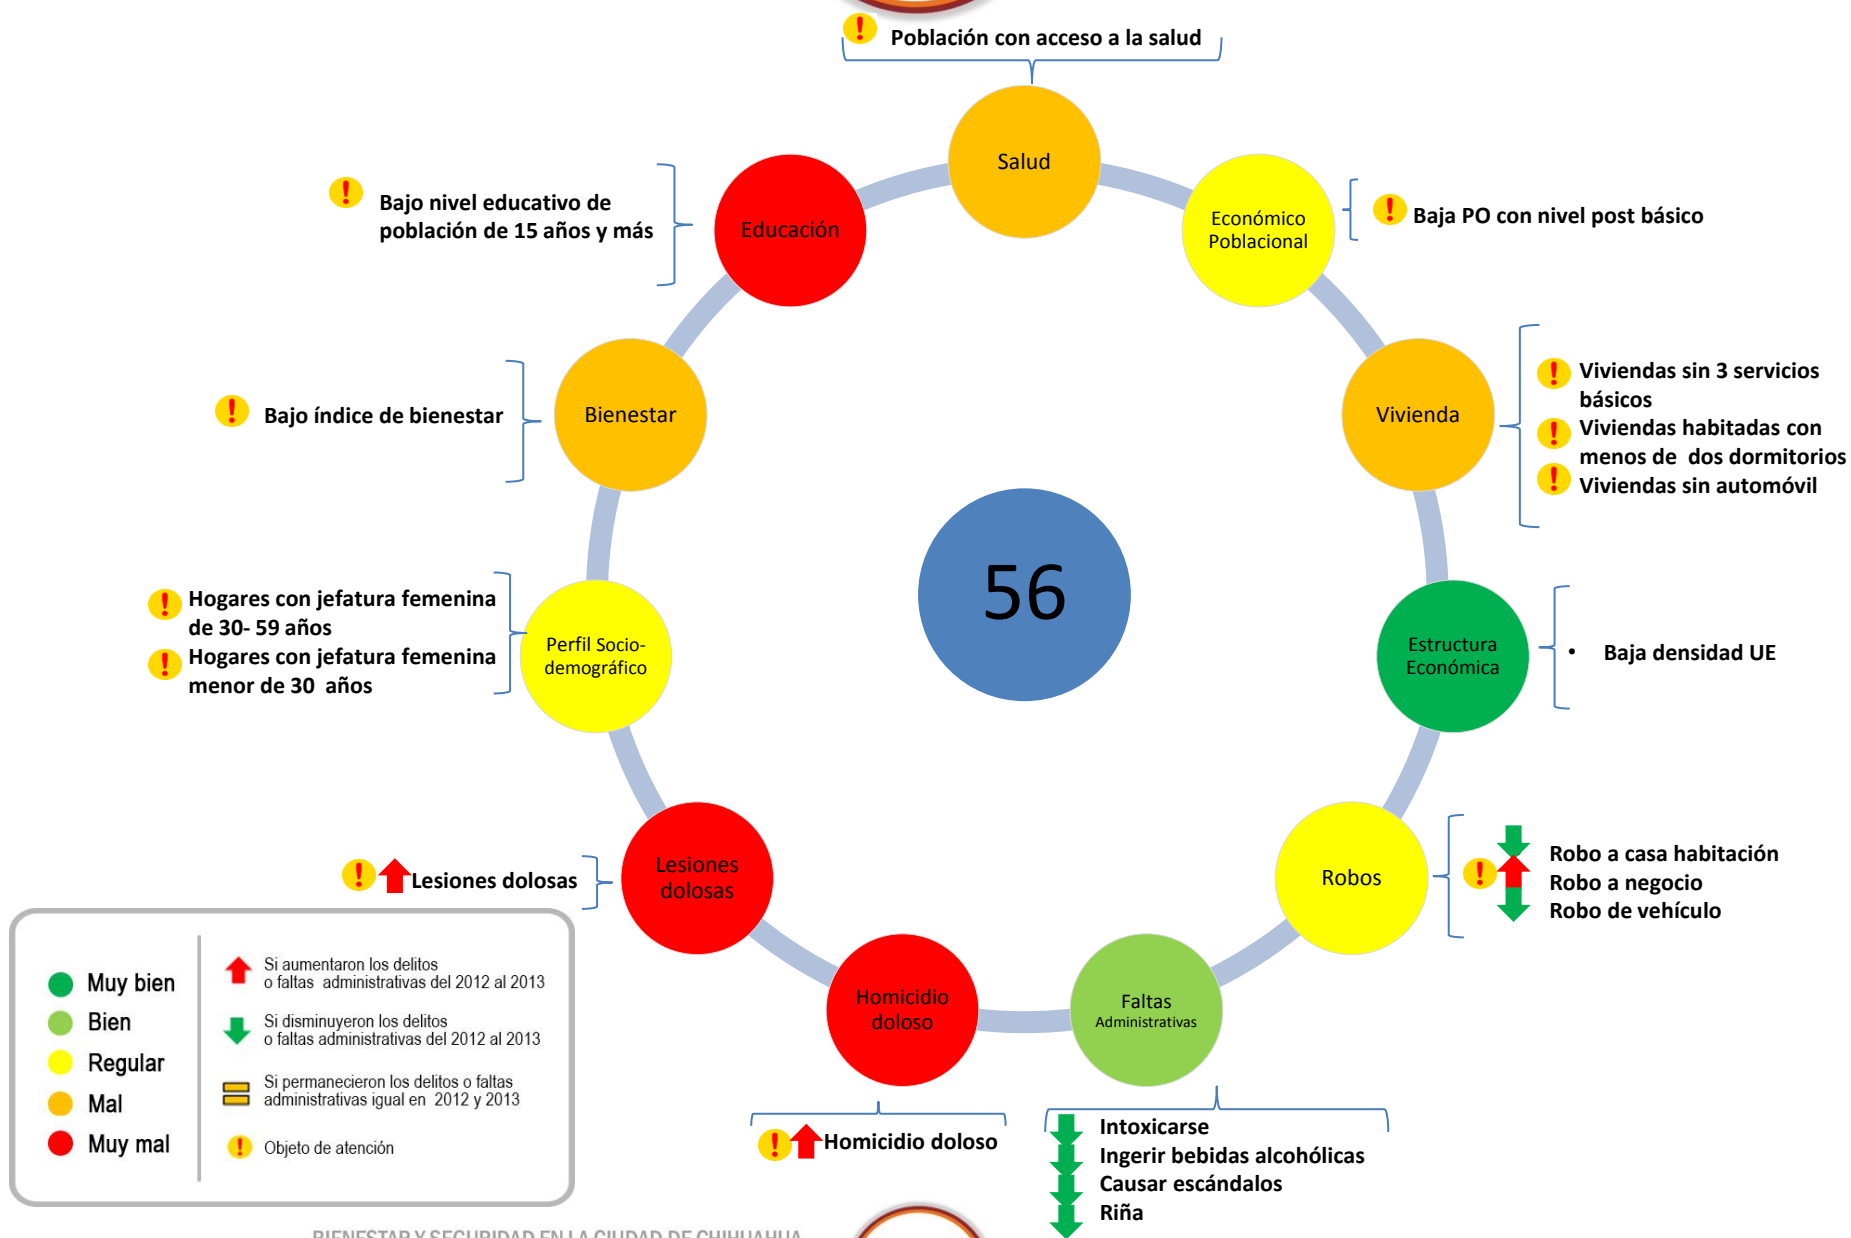 Población con acceso a la salud
Salud
Bajo nivel educativo de
población de 15 años y más
Educación
Económico
Poblacional
Baja PO con nivel post básico
Bajo índice de bienestar
Bienestar
Vivienda
Viviendas sin 3 servicios
básicos
Viviendas habitadas con
menos de dos dormitorios
Viviendas sin automóvil
56
Hogares con jefatura femenina
de 30- 59 años
Hogares con jefatura femenina
menor de 30 años
Perfil Socio-
demográfico
Estructura
Económica
• Baja densidad UE
Lesiones dolosas
Lesiones
dolosas
Robos
Robo a casa habitación
Robo a negocio
Robo de vehículo
Homicidio
doloso
Faltas
Administrativas
Homicidio doloso
Intoxicarse
Ingerir bebidas alcohólicas
Causar escándalos
Riña
Muy bien
Bien
Regular
Mal
Muy mal
Si aumentaron los delitos
o faltas administrativas del 2012 al 2013
Si disminuyeron los delitos
o faltas administrativas del 2012 al 2013
Si permanecieron los delitos o faltas
administrativas igual en 2012 y 2013
Objeto de atención
BIENESTAR Y SEGURIDAD EN LA CIUDAD DE CHIHUAHUA